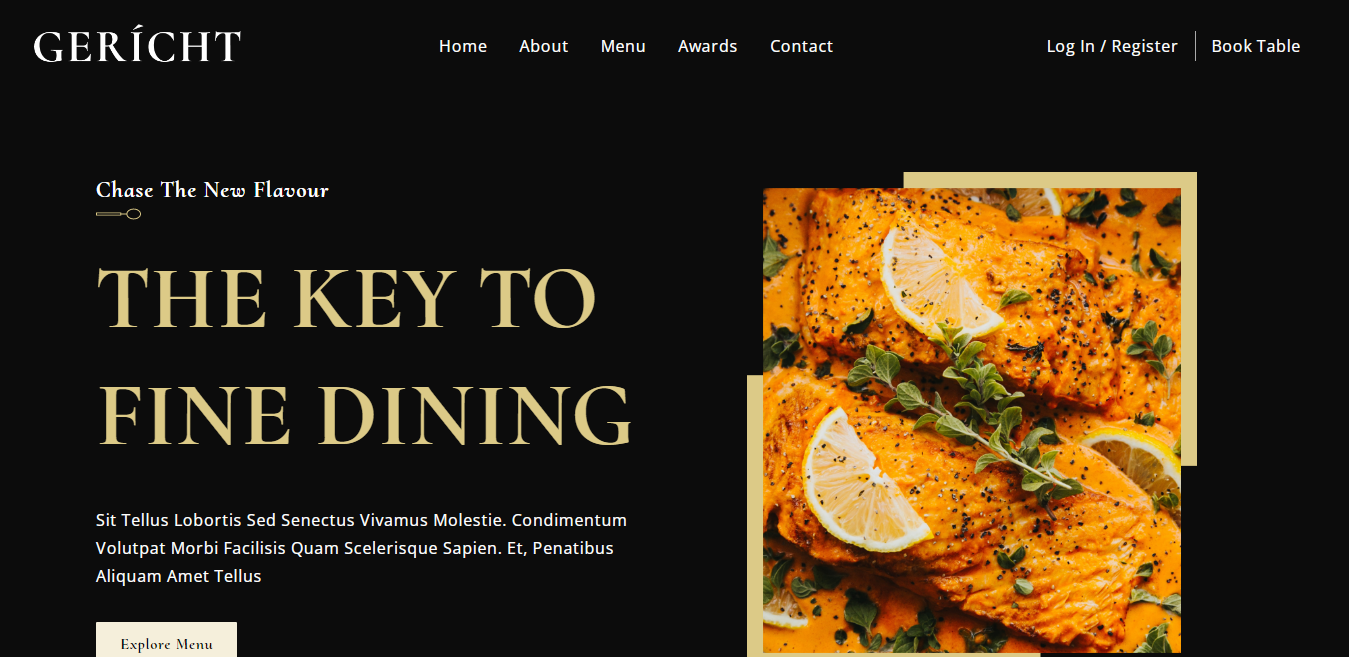 GERÍCHT
Home About Menu Awards Contact
Log In / Register Book Table
Chase The New Flavour
THE KEY TO
FINE DINING
Sit Tellus Lobortis Sed Senectus Vivamus Molestie. Condimentum
Volutpat Morbi Facilisis Quam Scelerisque Sapien. Et, Penatibus
Aliquam Amet Tellus
Explore Menu